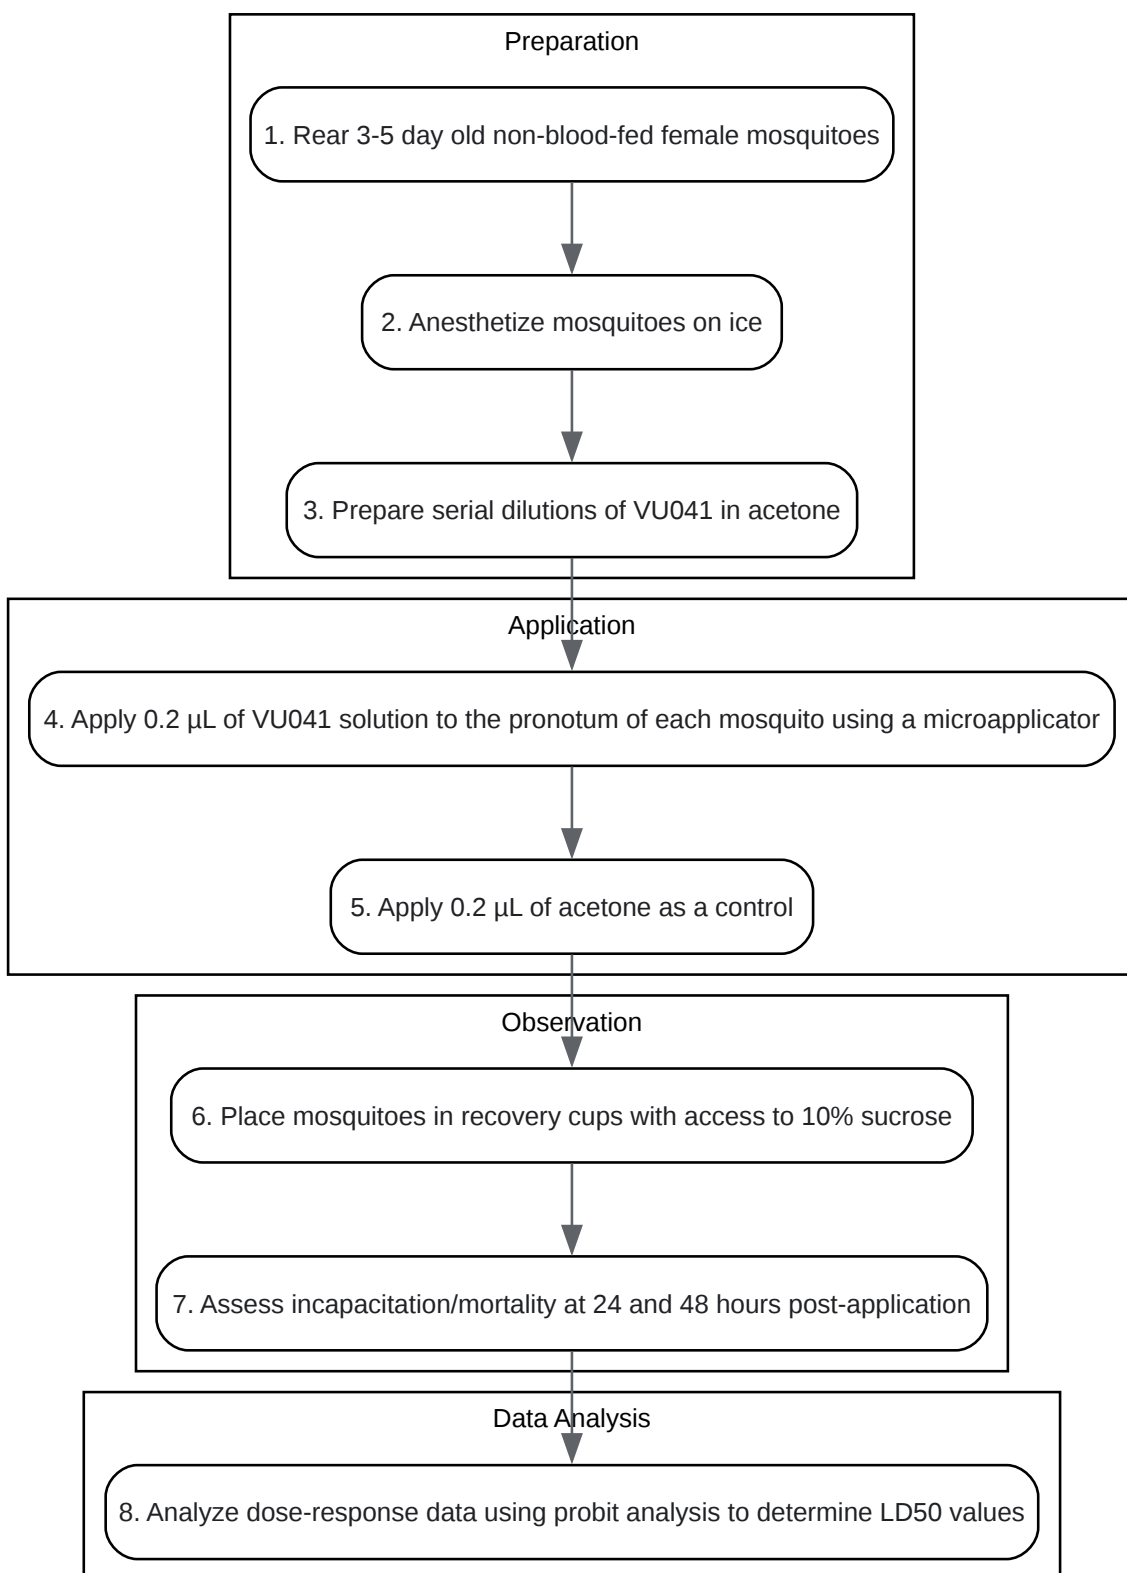 Preparation
1. Rear 3-5 day old non-blood-fed female mosquitoes
2. Anesthetize mosquitoes on ice
3. Prepare serial dilutions of VU041 in acetone
Application
4. Apply 0.2 µL of VU041 solution to the pronotum of each mosquito using a microapplicator
5. Apply 0.2 µL of acetone as a control
Observation
6. Place mosquitoes in recovery cups with access to 10% sucrose
7. Assess incapacitation/mortality at 24 and 48 hours post-application
Data Analysis
8. Analyze dose-response data using probit analysis to determine LD50 values